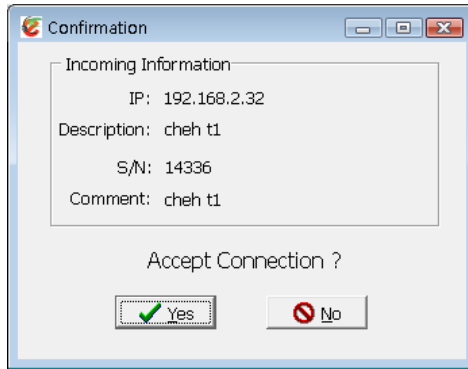 Confirmation
Incoming Information
IP: 192.168.2.32
Description: cheh t1
S/N: 14336
Comment: cheh t1
Accept Connection ?
Yes No